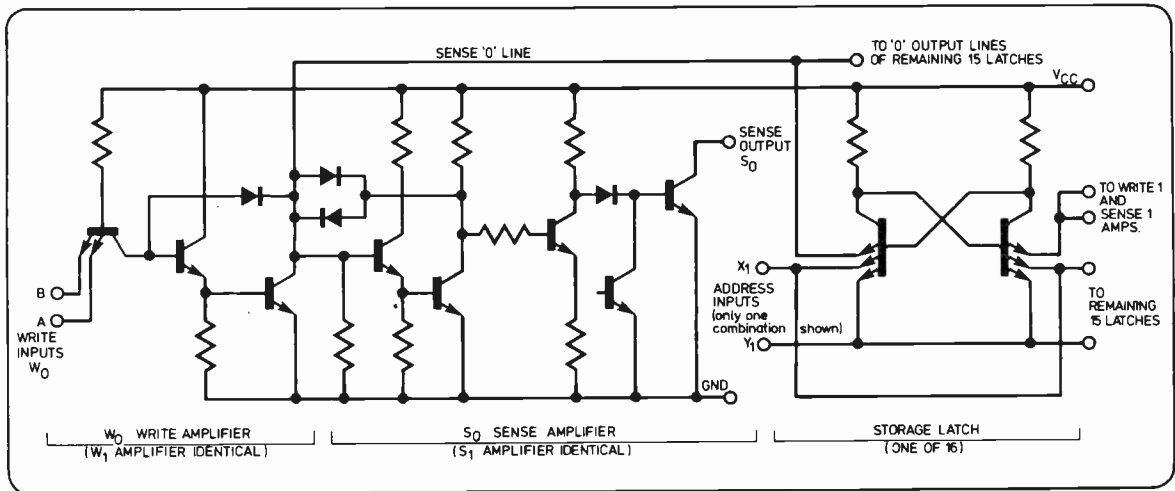 SENSE '0' LINE
TO '0' OUTPUT LINES
OF REMAINING 15 LATCHES
VCC
SENSE
OUTPUT
S0
TO WRITE 1
AND
SENSE 1
AMPS.
B
A
WRITE
INPUTS
W0
X1
ADDRESS
INPUTS
(only one
combination shown)
Y1
TO
REMAINING
15 LATCHES
GND
W0 WRITE AMPLIFIER
(W1 AMPLIFIER IDENTICAL)
S0 SENSE AMPLIFIER
(S1 AMPLIFIER IDENTICAL)
STORAGE LATCH
(ONE OF 16)